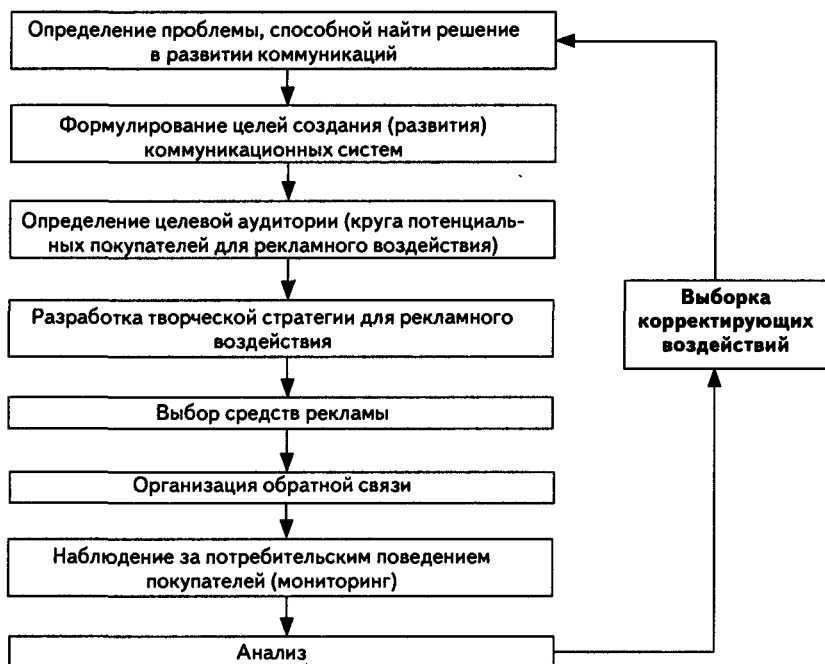 Определение проблемы, способной найти решение
в развитии коммуникаций
Формулирование целей создания (развития)
коммуникационных систем
Определение целевой аудитории (круга потенциаль-
ных покупателей для рекламного воздействия)
Разработка творческой стратегии для рекламного
воздействия
Выбор средств рекламы
Организация обратной связи
Наблюдение за потребительским поведением
покупателей (мониторинг)
Анализ
Выборка
корректирующих
воздействий